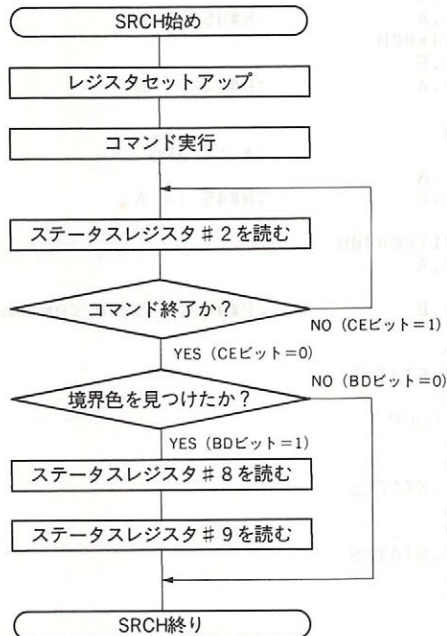 SRCH始め
レジスタセットアップ
コマンド実行
ステータスレジスタ#2を読む
コマンド終了か?
NO (CEビット=1)
YES (CEビット=0)
境界色を見つけたか?
NO (BDビット=0)
YES (BDビット=1)
ステータスレジスタ#8を読む
ステータスレジスタ#9を読む
SRCH終り